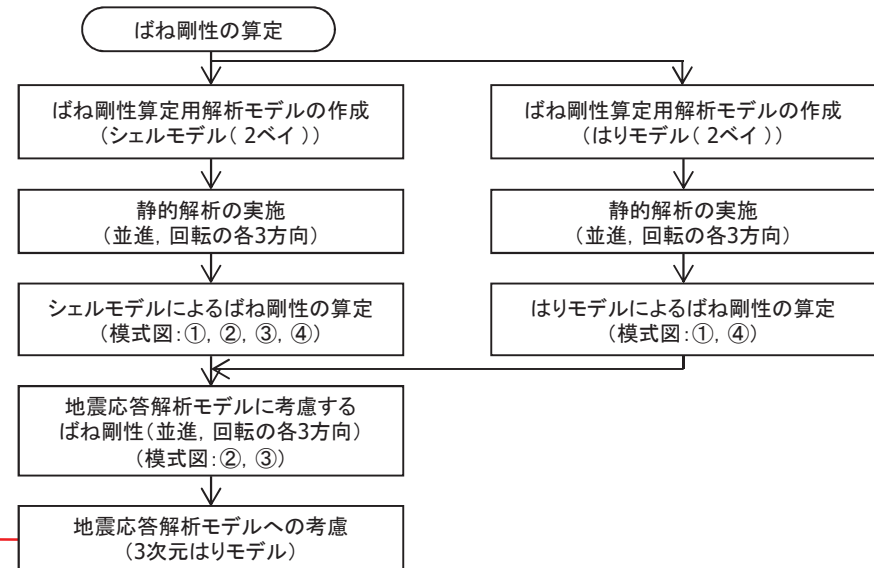 ばね剛性の算定
ばね剛性算定用解析モデルの作成
(シェルモデル( 2ベイ ))
静的解析の実施
(並進, 回転の各3方向)
シェルモデルによるばね剛性の算定
(模式図:①, ②, ③, ④)
ばね剛性算定用解析モデルの作成
(はりモデル( 2ベイ ))
静的解析の実施
(並進, 回転の各3方向)
はりモデルによるばね剛性の算定
(模式図:①, ④)
地震応答解析モデルに考慮する
ばね剛性(並進, 回転の各3方向)
(模式図:②, ③)
地震応答解析モデルへの考慮
(3次元はりモデル)